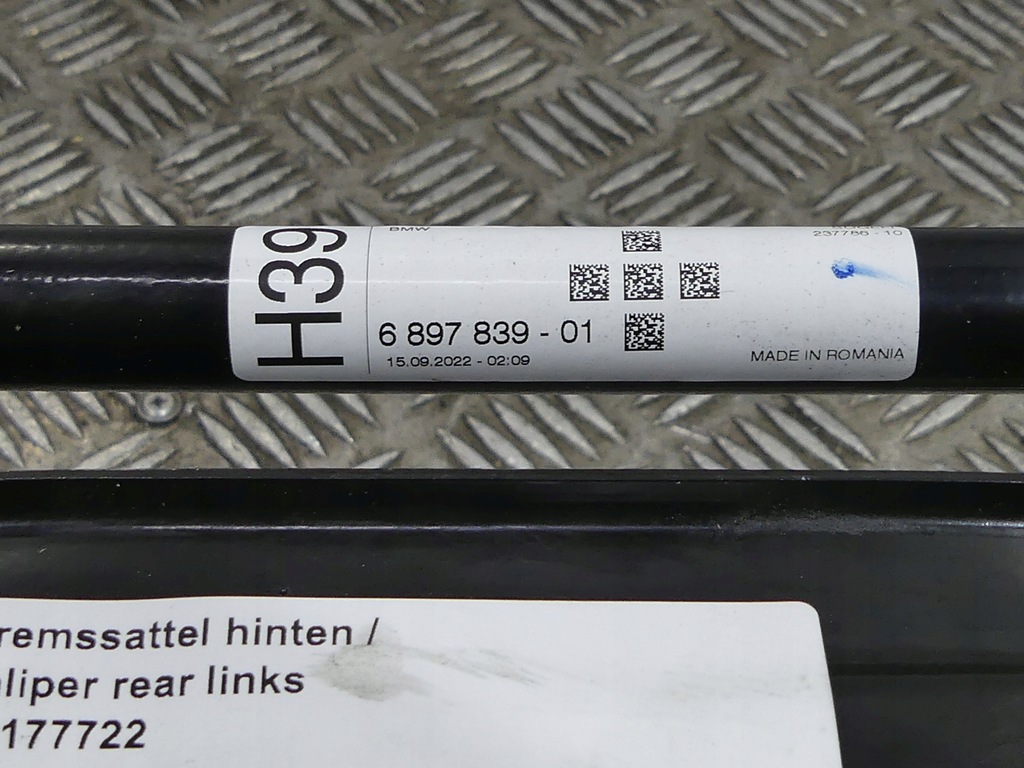 H39
BMW
237786 - 10
6 897 839 - 01
15.09.2022 - 02:09
MADE IN ROMANIA
remssattel hinten /
liper rear links
177722